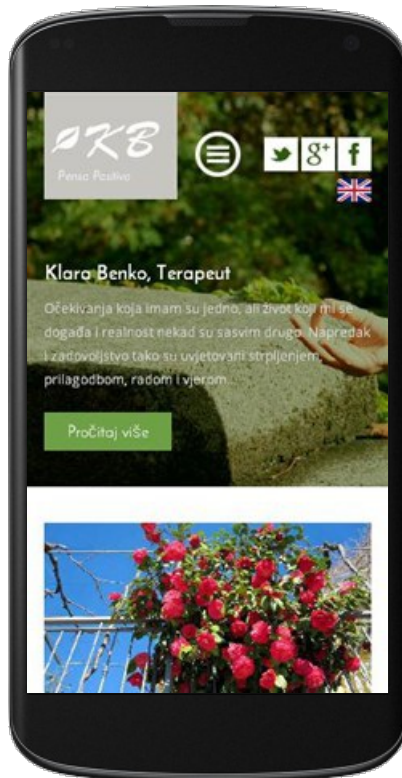 KB
Penso Positivo
g+
f
Klara Benko, Terapeut
Očekivanja koja imam su jedno, ali život koji mi se
događa i realnost nekad su sasvim drugo. Napredak
i zadovoljstvo tako su uvjetovani strpljenjem,
prilagodbom, radom i vjerom...
Pročitaj više